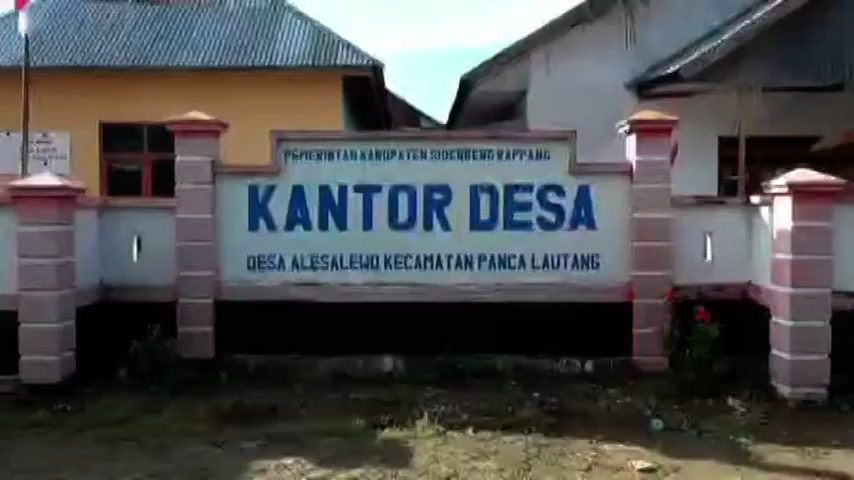 PEMERINTAH KABUPATEN SIDENRENG RAPPANG
KANTOR DESA
DESA ALESALEWO KECAMATAN PANCA LAUTANG